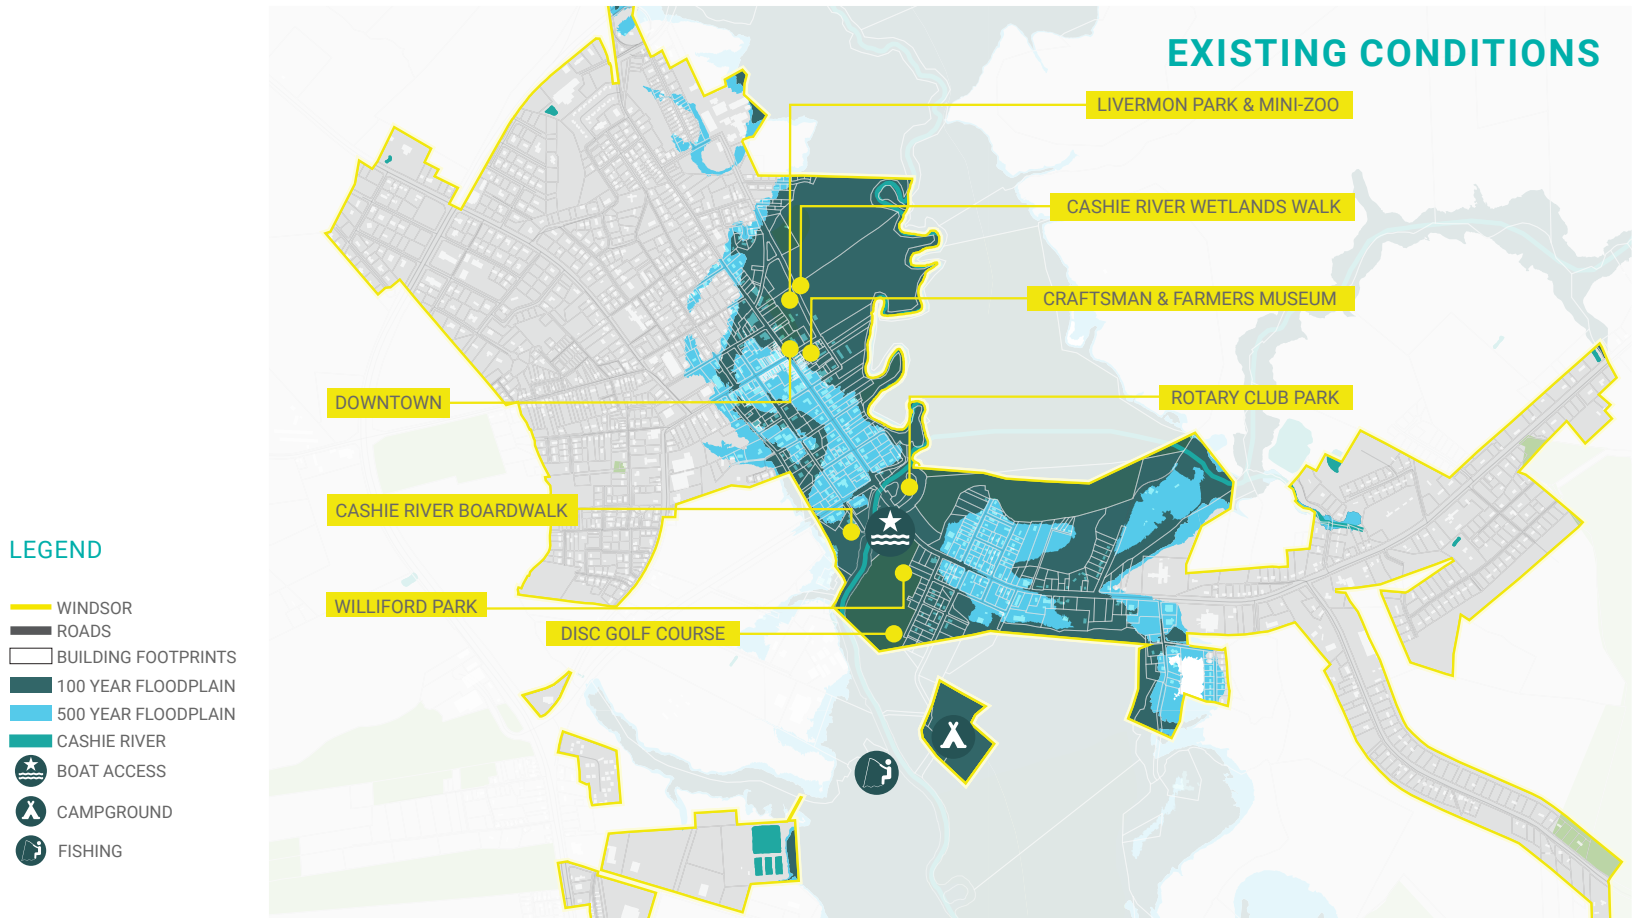 EXISTING CONDITIONS
LIVERMON PARK & MINI-ZOO
CASHIE RIVER WETLANDS WALK
CRAFTSMAN & FARMERS MUSEUM
DOWNTOWN
ROTARY CLUB PARK
CASHIE RIVER BOARDWALK
WILLIFORD PARK
DISC GOLF COURSE
LEGEND
WINDSOR
ROADS
BUILDING FOOTPRINTS
100 YEAR FLOODPLAIN
500 YEAR FLOODPLAIN
CASHIE RIVER
BOAT ACCESS
CAMPGROUND
FISHING